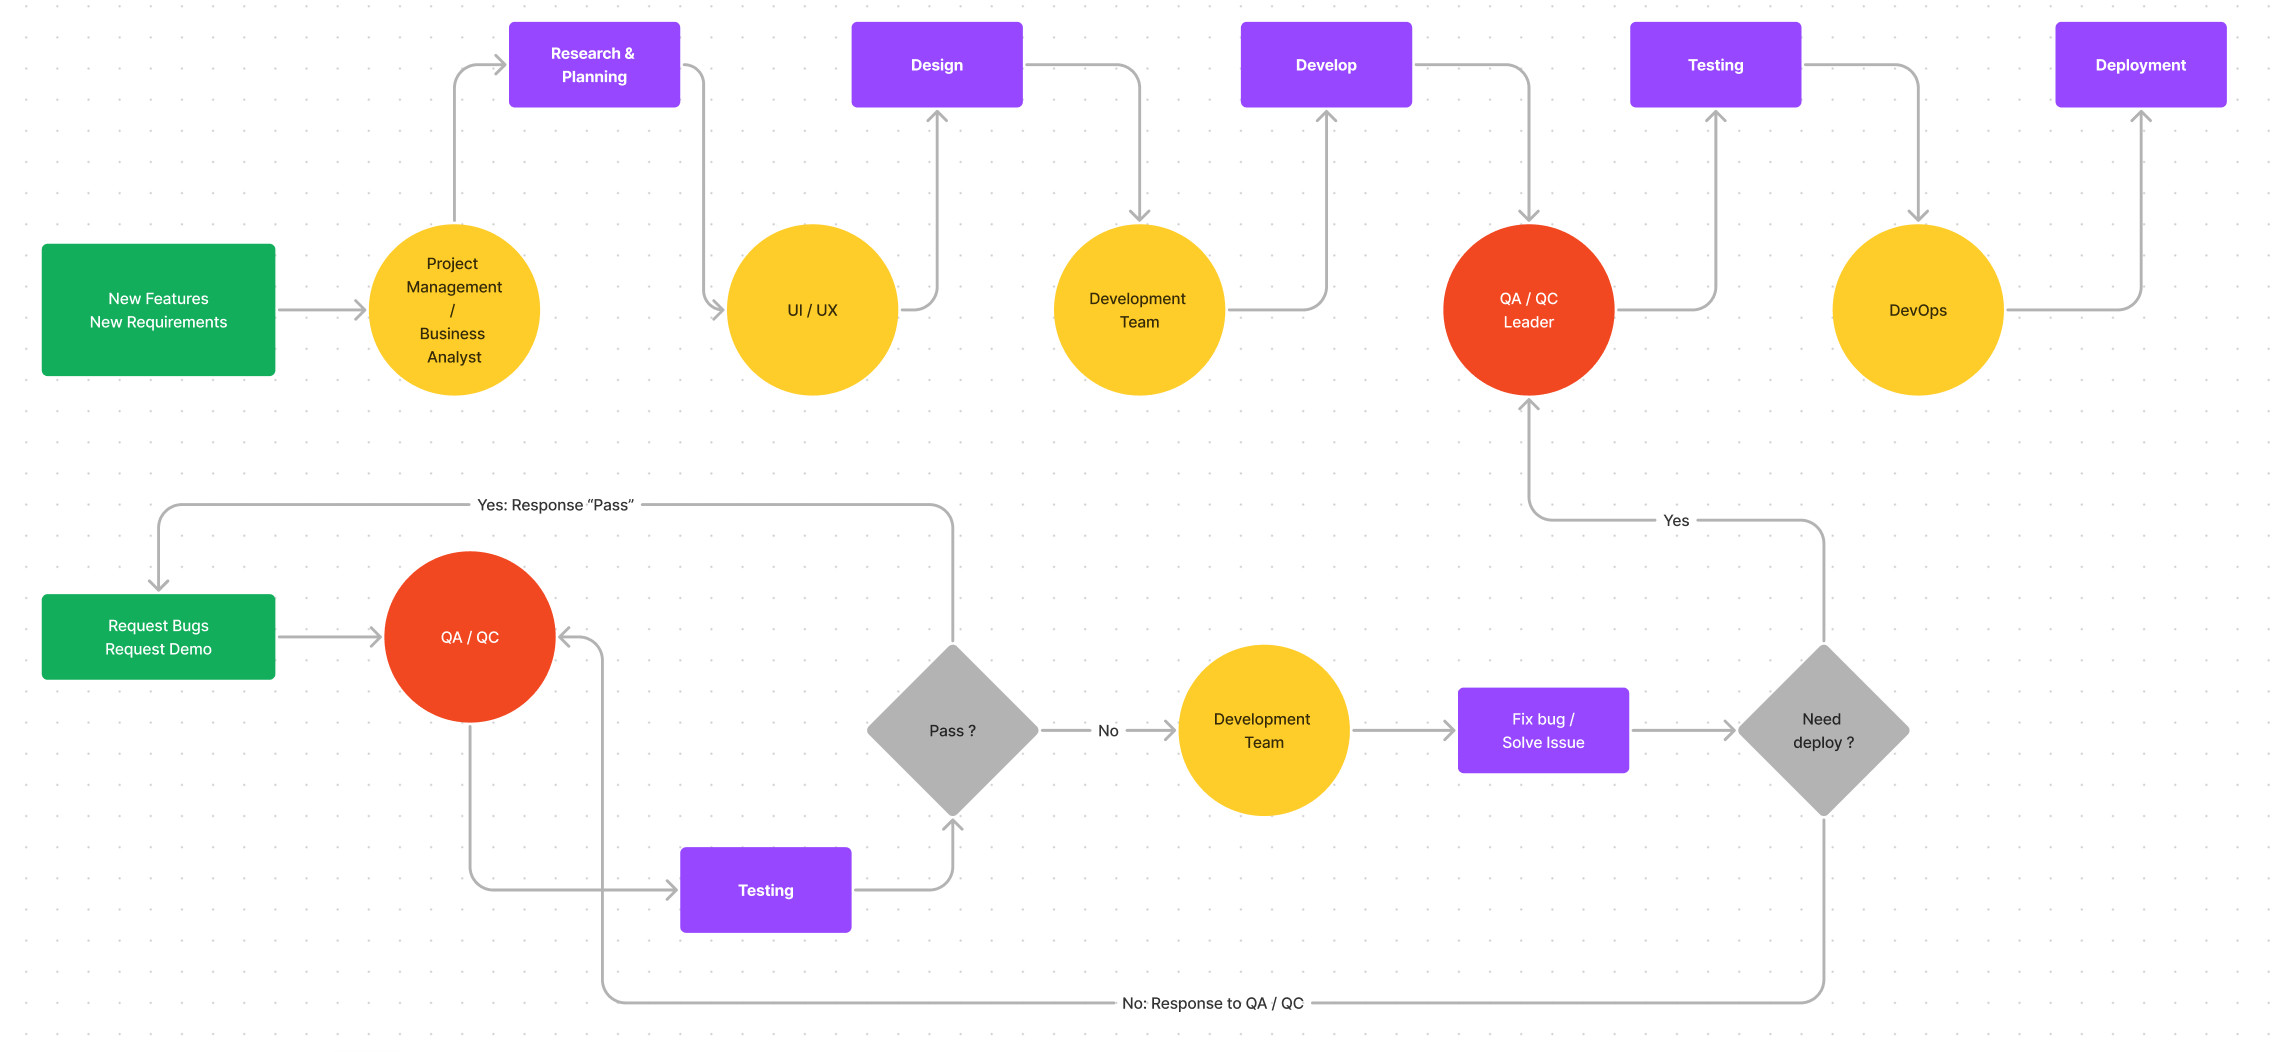 Research &
Planning
Design
Develop
Testing
Deployment
New Features
New Requirements
Project
Management
/
Business
Analyst
UI / UX
Development
Team
QA / QC
Leader
DevOps
Yes: Response “Pass”
Yes
Request Bugs
Request Demo
QA / QC
Pass ?
No
Development
Team
Fix bug /
Solve Issue
Need
deploy ?
Testing
No: Response to QA / QC